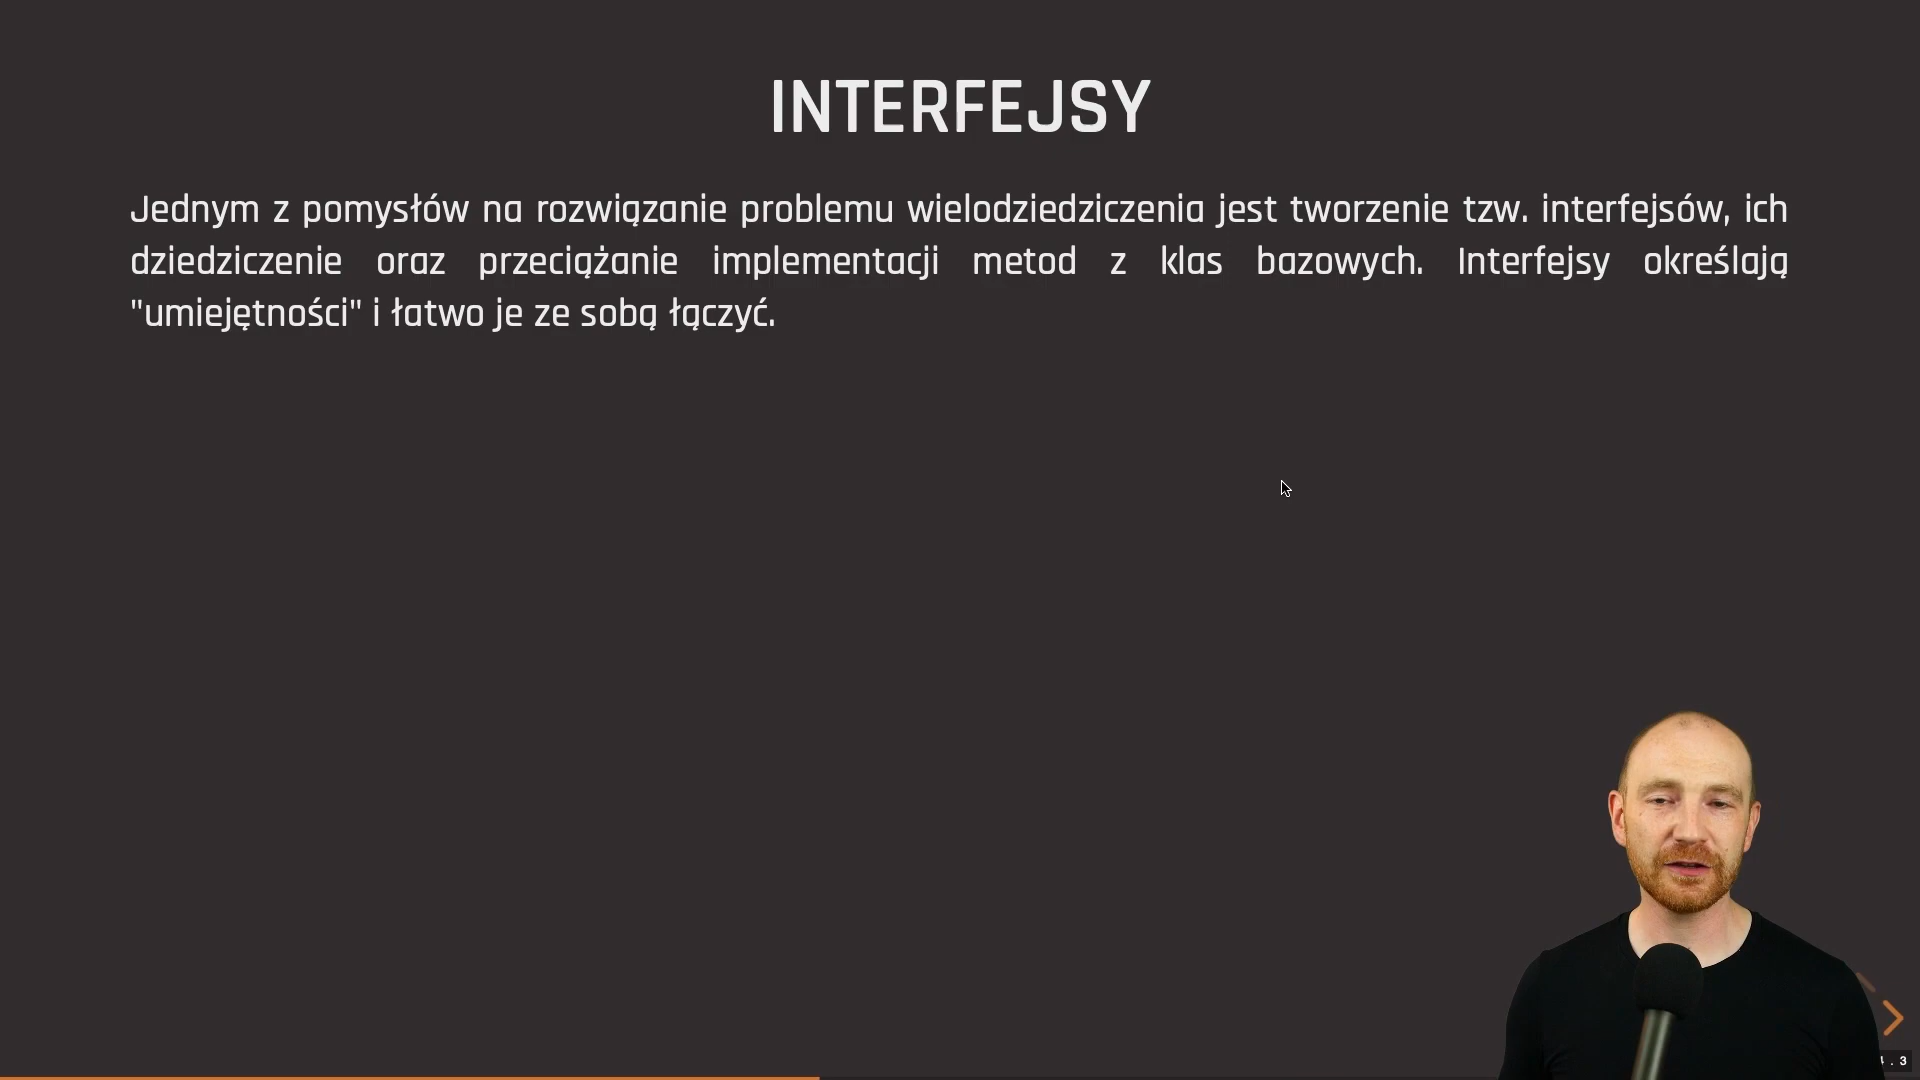 INTERFEJSY
Jednym z pomysłów na rozwiązanie problemu wielodziedziczenia jest tworzenie tzw. interfejsów, ich
dziedziczenie oraz przeciążanie implementacji metod z klas bazowych. Interfejsy określają
"umiejętności" i łatwo je ze sobą łączyć.